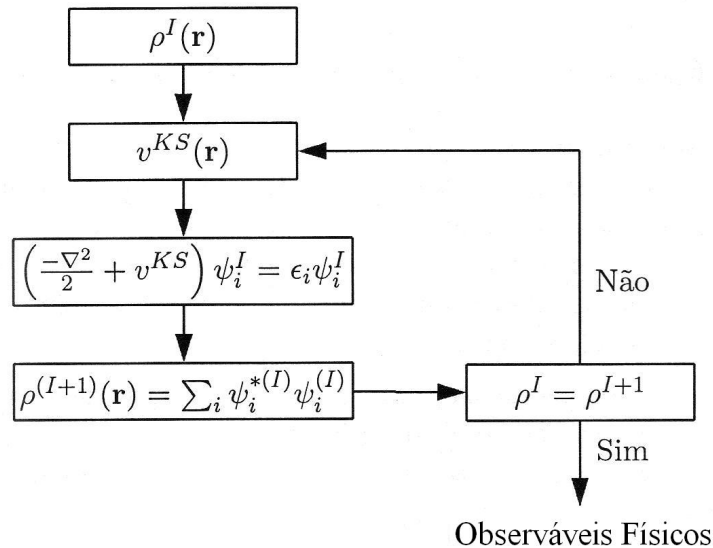 ρ^I(𝐫)
v^{KS}(𝐫)
(−∇²/2 + v^{KS}) ψ_i^I = ϵ_i ψ_i^I
Não
ρ^{(I+1)}(𝐫) = ∑_i ψ_i^{*(I)} ψ_i^{(I)}
ρ^I = ρ^{I+1}
Sim
Observáveis Físicos